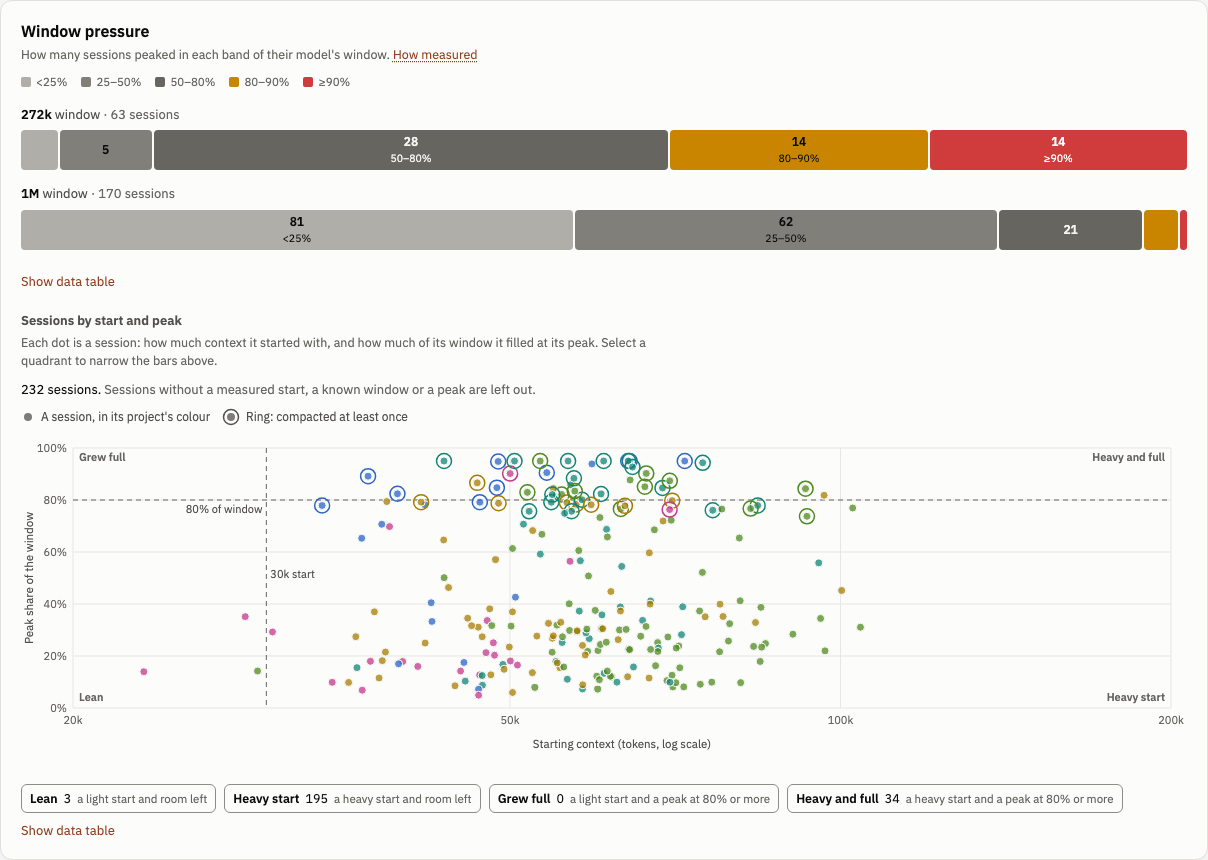 Window pressure
How many sessions peaked in each band of their model's window. How measured
<25% 25–50% 50–80% 80–90% ≥90%
272k window · 63 sessions
5
28
50–80%
14
80–90%
14
≥90%
1M window · 170 sessions
81
<25%
62
25–50%
21
Show data table
Sessions by start and peak
Each dot is a session: how much context it started with, and how much of its window it filled at its peak. Select a
quadrant to narrow the bars above.
232 sessions. Sessions without a measured start, a known window or a peak are left out.
A session, in its project's colour Ring: compacted at least once
100%
Grew full
Heavy and full
80%
80% of window
60%
30k start
40%
20%
Lean
Heavy start
0%
Peak share of the window
20k 50k 100k 200k
Starting context (tokens, log scale)
Lean 3 a light start and room left
Heavy start 195 a heavy start and room left
Grew full 0 a light start and a peak at 80% or more
Heavy and full 34 a heavy start and a peak at 80% or more
Show data table